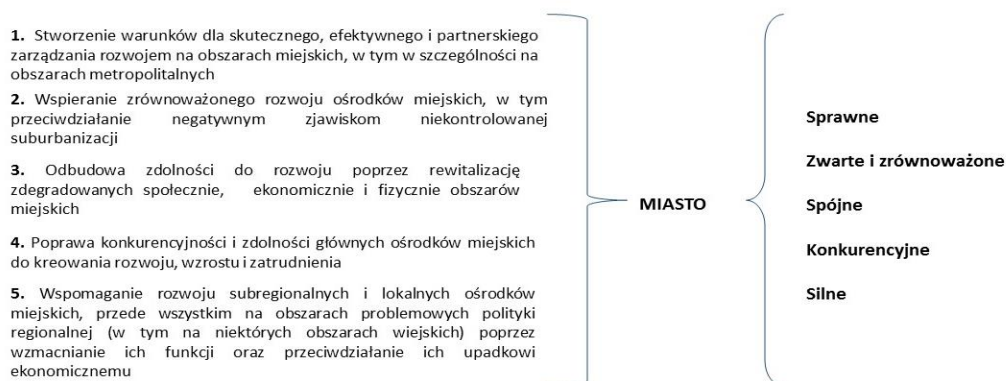 1. Stworzenie warunków dla skutecznego, efektywnego i partnerskiego
zarządzania rozwojem na obszarach miejskich, w tym w szczególności na
obszarach metropolitalnych
2. Wspieranie zrównoważonego rozwoju ośrodków miejskich, w tym
przeciwdziałanie negatywnym zjawiskom niekontrolowanej
suburbanizacji
3. Odbudowa zdolności do rozwoju poprzez rewitalizację
zdegradowanych społecznie, ekonomicznie i fizycznie obszarów
miejskich
4. Poprawa konkurencyjności i zdolności głównych ośrodków miejskich
do kreowania rozwoju, wzrostu i zatrudnienia
5. Wspomaganie rozwoju subregionalnych i lokalnych ośrodków
miejskich, przede wszystkim na obszarach problemowych polityki
regionalnej (w tym na niektórych obszarach wiejskich) poprzez
wzmacnianie ich funkcji oraz przeciwdziałanie ich upadkowi
ekonomicznemu
MIASTO
Sprawne
Zwarte i zrównoważone
Spójne
Konkurencyjne
Silne